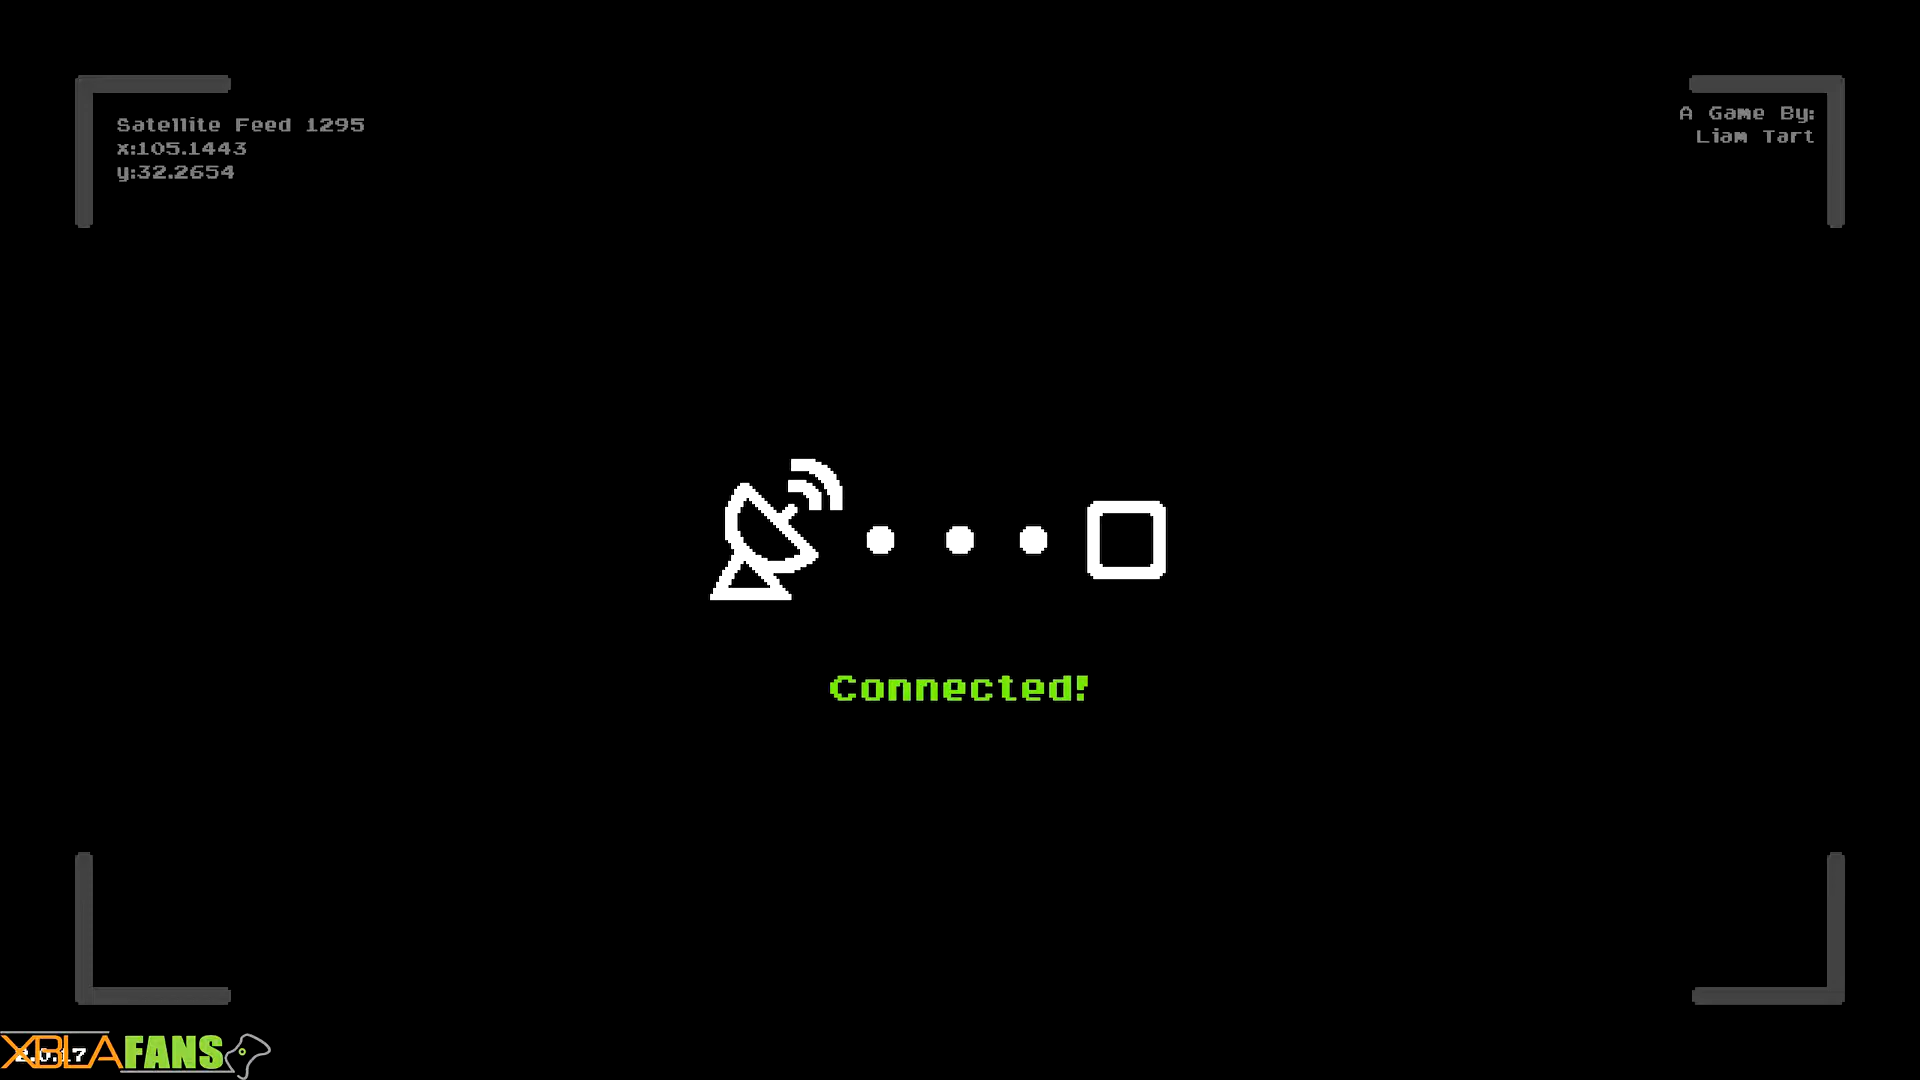 Satellite Feed 1295
x:105.1443
y:32.2654
A Game By:
Liam Tart
Connected!
XBLAFANS